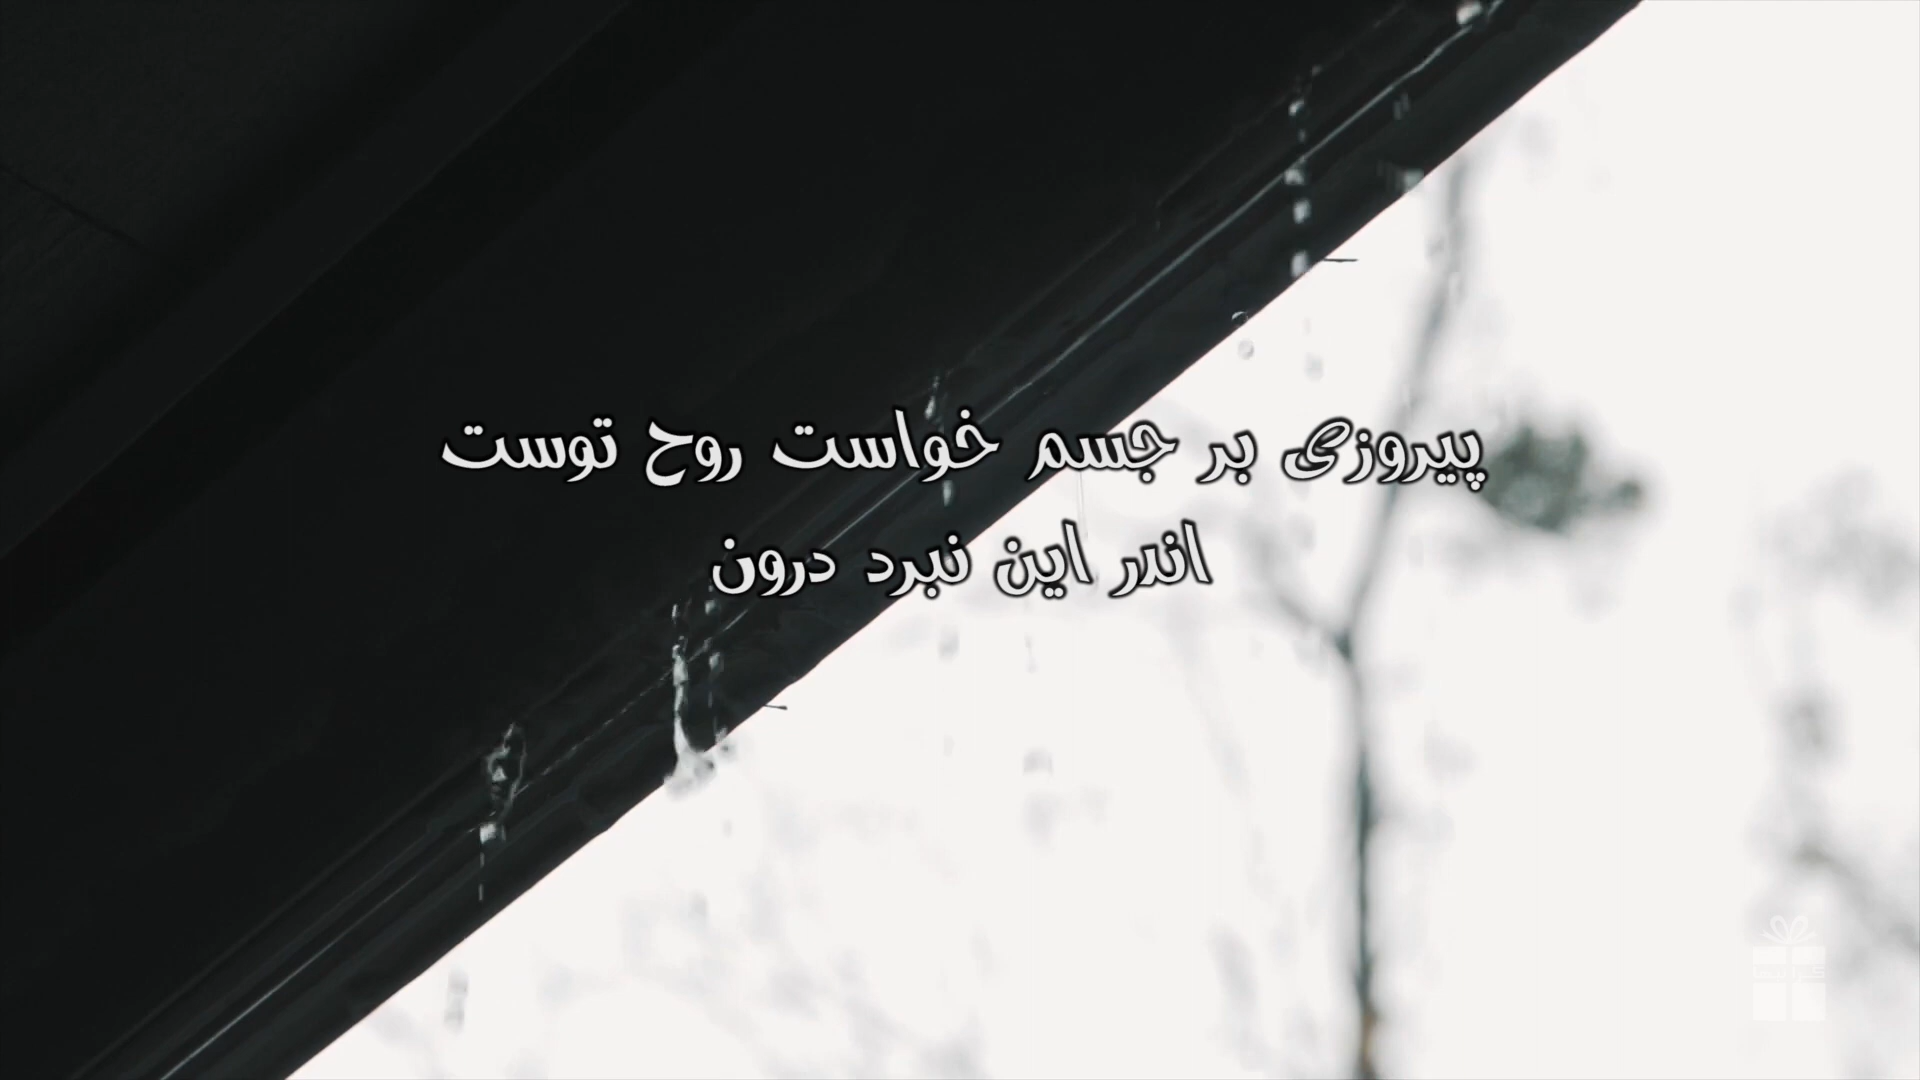 پیروزی بر جسم خواست روح توست
اندر این نبرد درون